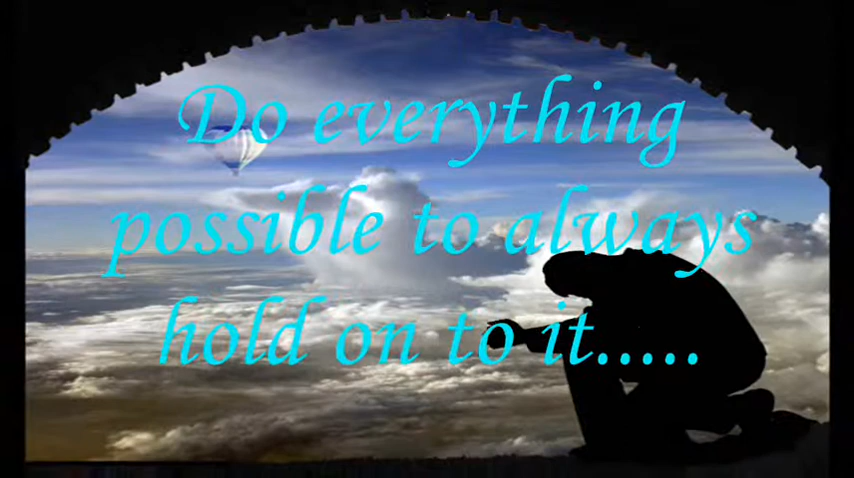 Do everything
possible to always
hold on to it.....